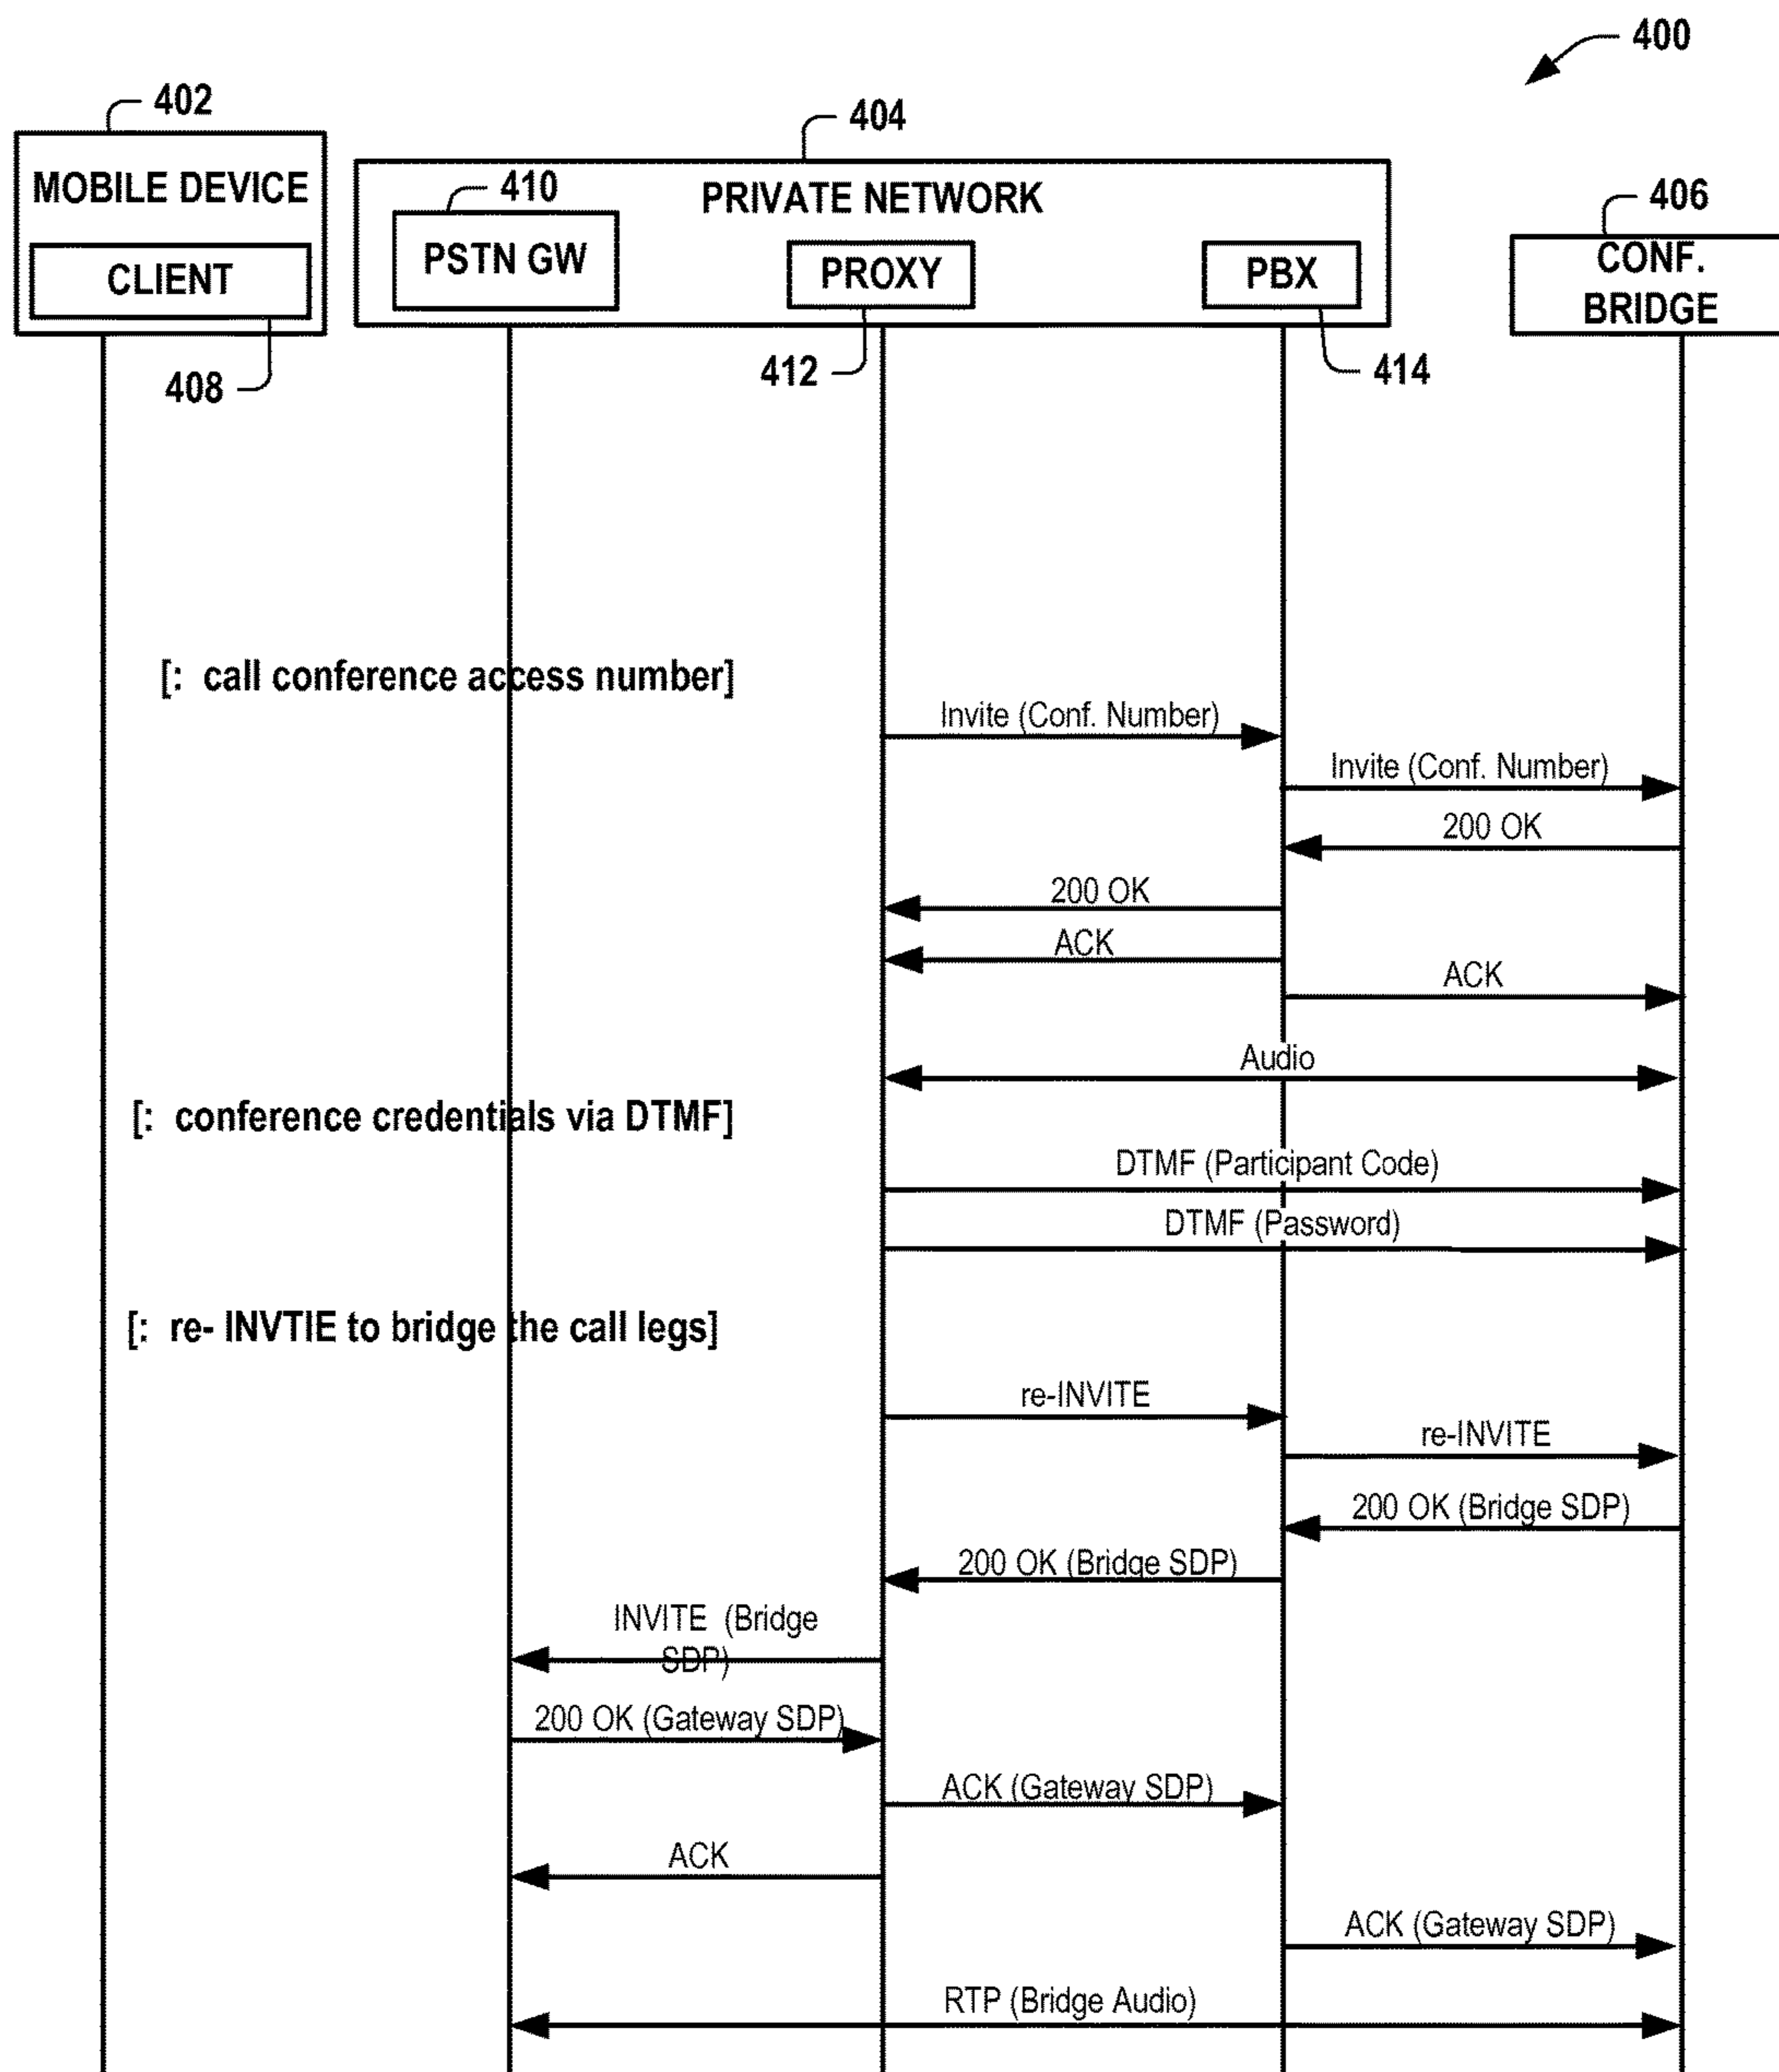 400
402
404
MOBILE DEVICE
410
PRIVATE NETWORK
406
CLIENT
PSTN GW
PROXY
PBX
CONF.
BRIDGE
408
412
414
[: call conference access number]
Invite (Conf. Number)
Invite (Conf. Number)
200 OK
200 OK
ACK
ACK
Audio
[: conference credentials via DTMF]
DTMF (Participant Code)
DTMF (Password)
[: re- INVTIE to bridge the call legs]
re-INVITE
re-INVITE
200 OK (Bridge SDP)
200 OK (Bridge SDP)
INVITE (Bridge
SDP)
200 OK (Gateway SDP)
ACK (Gateway SDP)
ACK
ACK (Gateway SDP)
RTP (Bridge Audio)